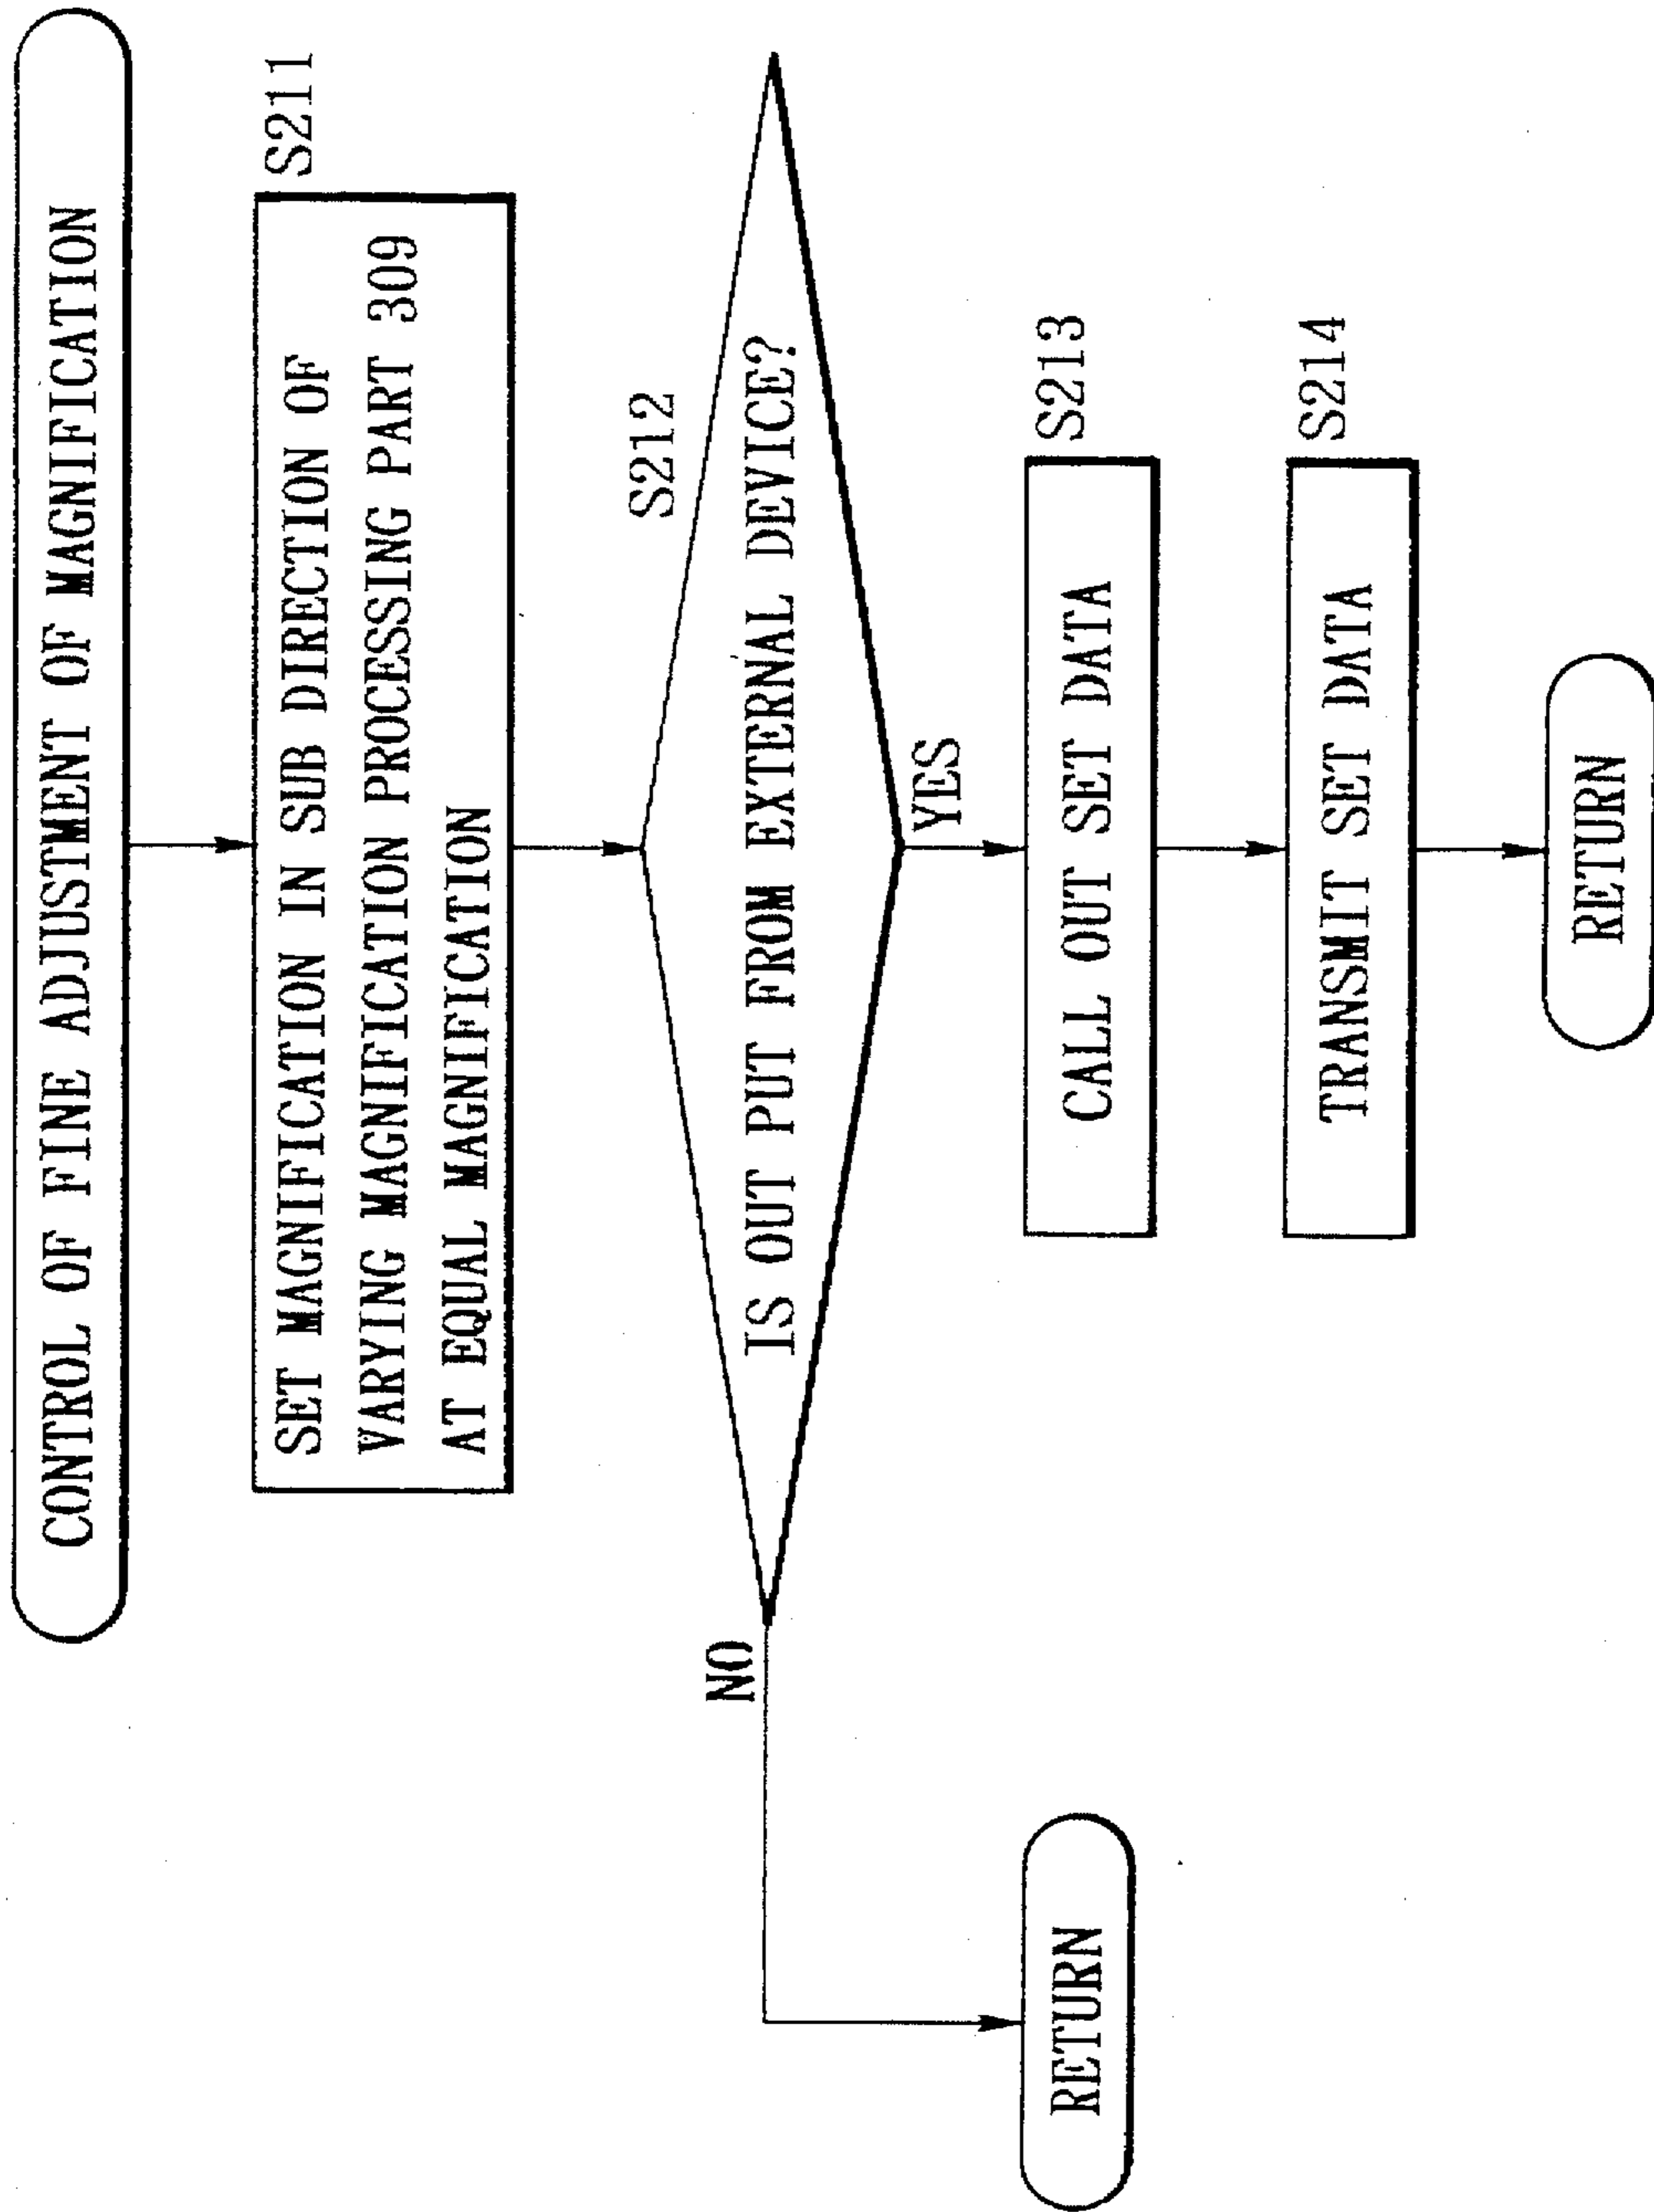 CONTROL OF FINE ADJUSTMENT OF MAGNIFICATION
S211
SET MAGNIFICATION IN SUB DIRECTION OF
VARYING MAGNIFICATION PROCESSING PART 309
AT EQUAL MAGNIFICATION
S212
IS OUT PUT FROM EXTERNAL DEVICE?
NO
YES
S213
CALL OUT SET DATA
RETURN
S214
TRANSMIT SET DATA
RETURN